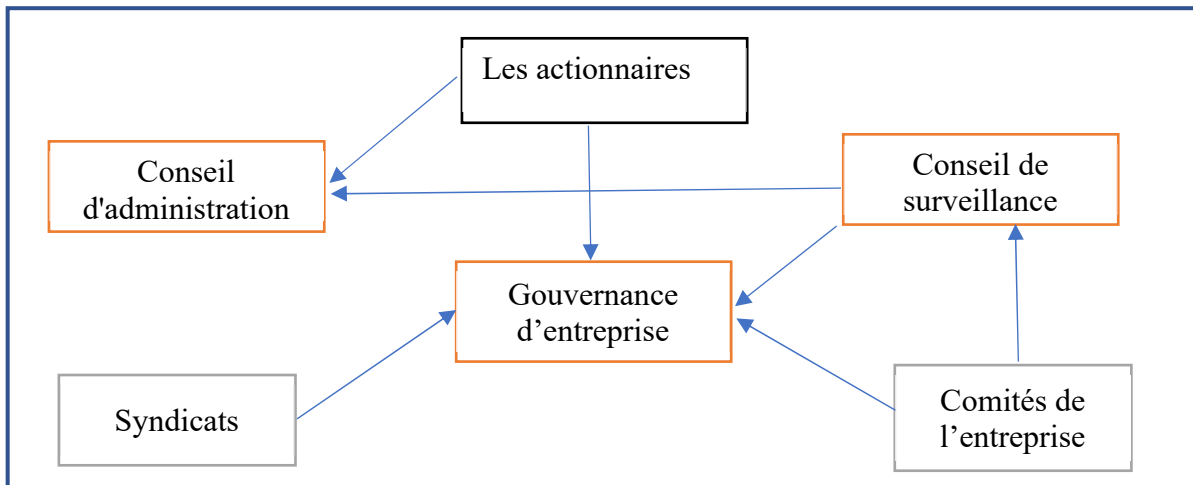 Les actionnaires
Conseil
d'administration
Conseil de
surveillance
Gouvernance
d’entreprise
Syndicats
Comités de
l’entreprise